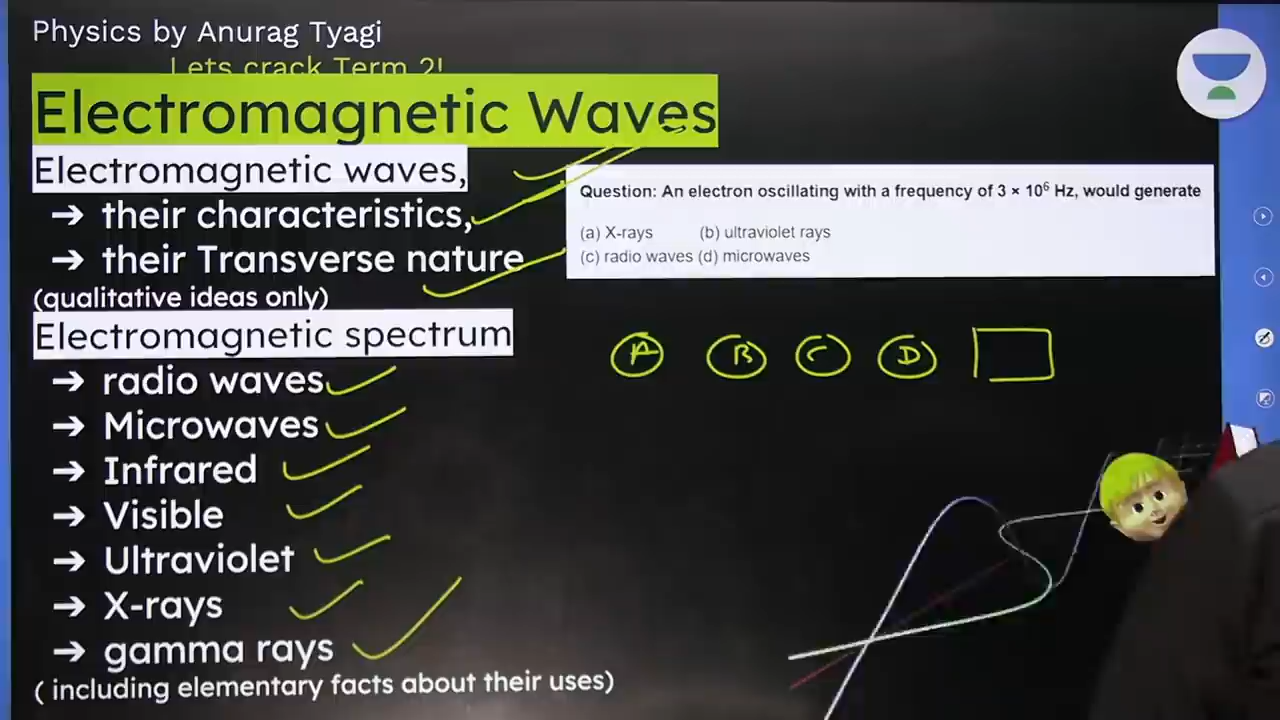 Physics by Anurag Tyagi
Lets crack Term 2!
Electromagnetic Waves
Electromagnetic waves,
→ their characteristics,
→ their Transverse nature
(qualitative ideas only)
Electromagnetic spectrum
→ radio waves
→ Microwaves
→ Infrared
→ Visible
→ Ultraviolet
→ X-rays
→ gamma rays
( including elementary facts about their uses)
Question: An electron oscillating with a frequency of 3 × 10⁶ Hz, would generate
(a) X-rays (b) ultraviolet rays
(c) radio waves (d) microwaves
A B C D